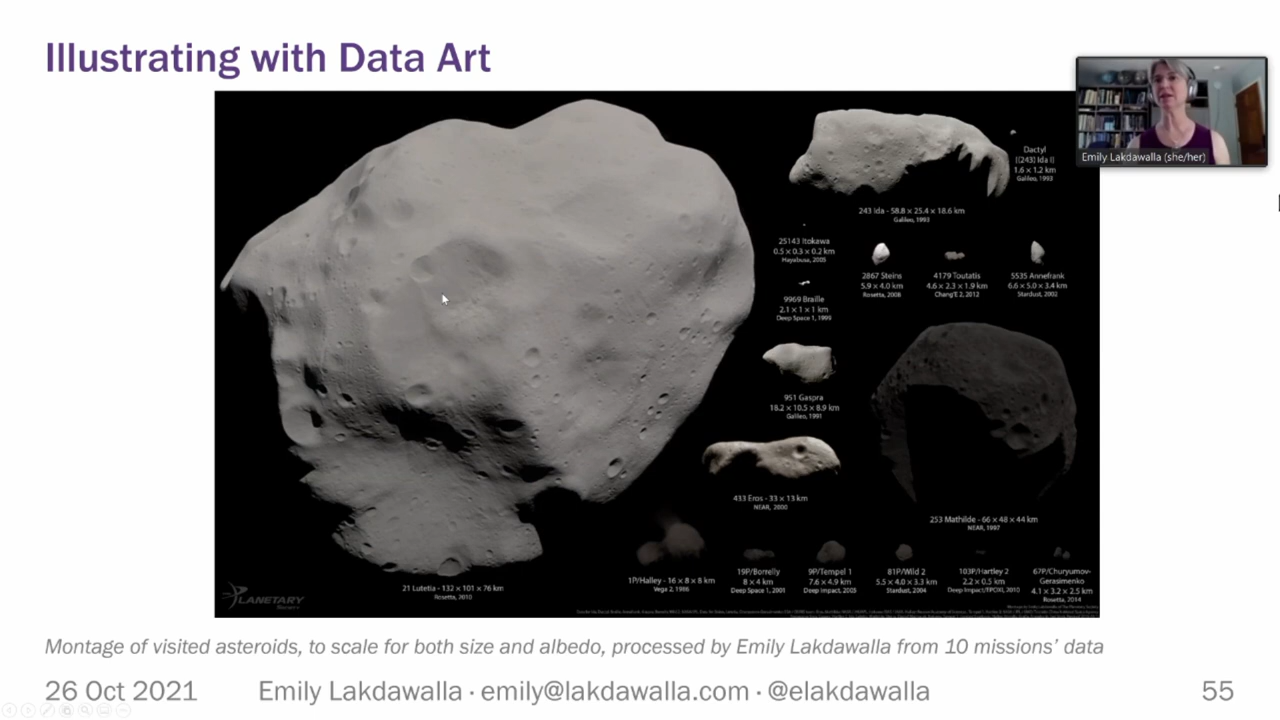 Illustrating with Data Art
Emily Lakdawalla (she/her)
Dactyl
[(243) Ida I]
1.6 × 1.2 km
Galileo, 1993
243 Ida - 58.8 × 25.4 × 18.6 km
Galileo, 1993
25143 Itokawa
0.5 × 0.3 × 0.2 km
Hayabusa, 2005
2867 Steins
5.9 × 4.0 km
Rosetta, 2008
4179 Toutatis
4.6 × 2.3 × 1.9 km
Chang'E 2, 2012
5535 Annefrank
6.6 × 5.0 × 3.4 km
Stardust, 2002
9969 Braille
2.1 × 1 × 1 km
Deep Space 1, 1999
951 Gaspra
18.2 × 10.5 × 8.9 km
Galileo, 1991
433 Eros - 33 × 13 km
NEAR, 2000
253 Mathilde - 66 × 48 × 44 km
NEAR, 1997
21 Lutetia - 132 × 101 × 76 km
Rosetta, 2010
1P/Halley - 16 × 8 × 8 km
Vega 2, 1986
19P/Borrelly
8 × 4 km
Deep Space 1, 2001
9P/Tempel 1
7.6 × 4.9 km
Deep Impact, 2005
81P/Wild 2
5.5 × 4.0 × 3.3 km
Stardust, 2004
103P/Hartley 2
2.2 × 0.5 km
Deep Impact/EPOXI, 2010
67P/Churyumov-
Gerasimenko
4.1 × 3.2 × 2.5 km
Rosetta, 2014
PLANETARY
Society
Montage of visited asteroids, to scale for both size and albedo, processed by Emily Lakdawalla from 10 missions' data
26 Oct 2021 Emily Lakdawalla · emily@lakdawalla.com · @elakdawalla 55